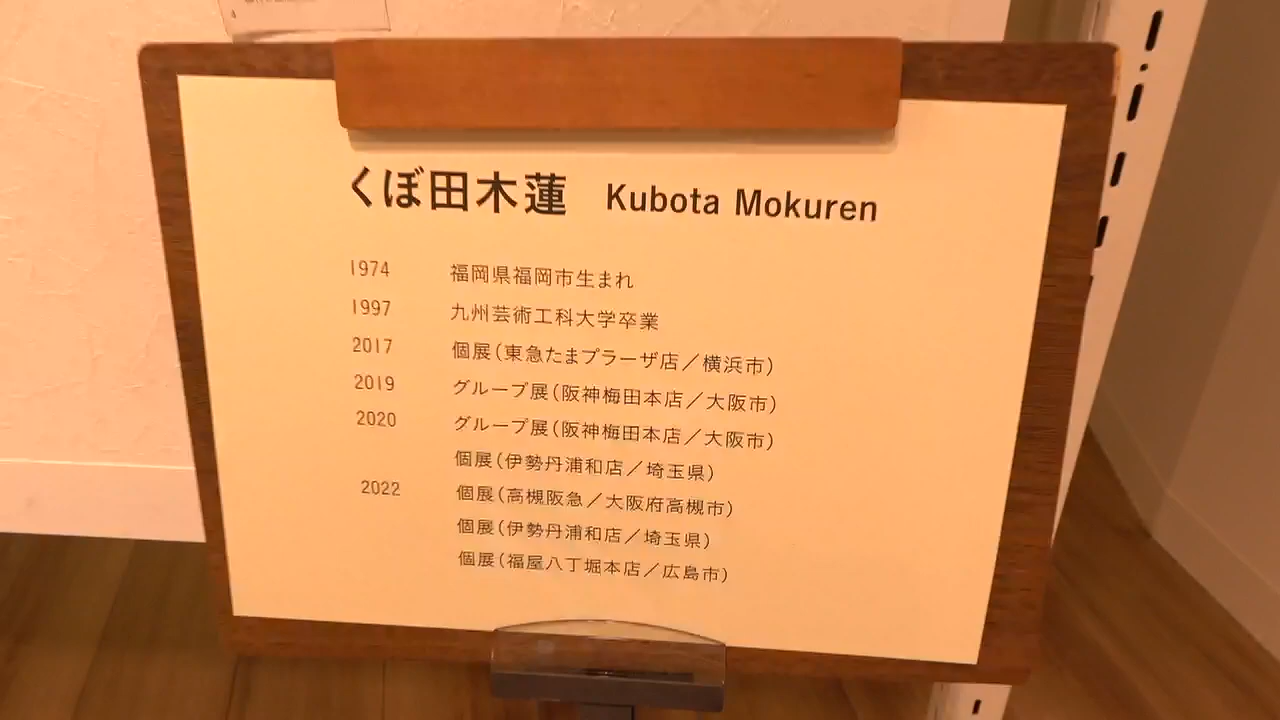 くぼ田木蓮 Kubota Mokuren
1974 福岡県福岡市生まれ
1997 九州芸術工科大学卒業
2017 個展(東急たまプラーザ店／横浜市)
2019 グループ展(阪神梅田本店／大阪市)
2020 グループ展(阪神梅田本店／大阪市)
個展(伊勢丹浦和店／埼玉県)
2022 個展(高槻阪急／大阪府高槻市)
個展(伊勢丹浦和店／埼玉県)
個展(福屋八丁堀本店／広島市)